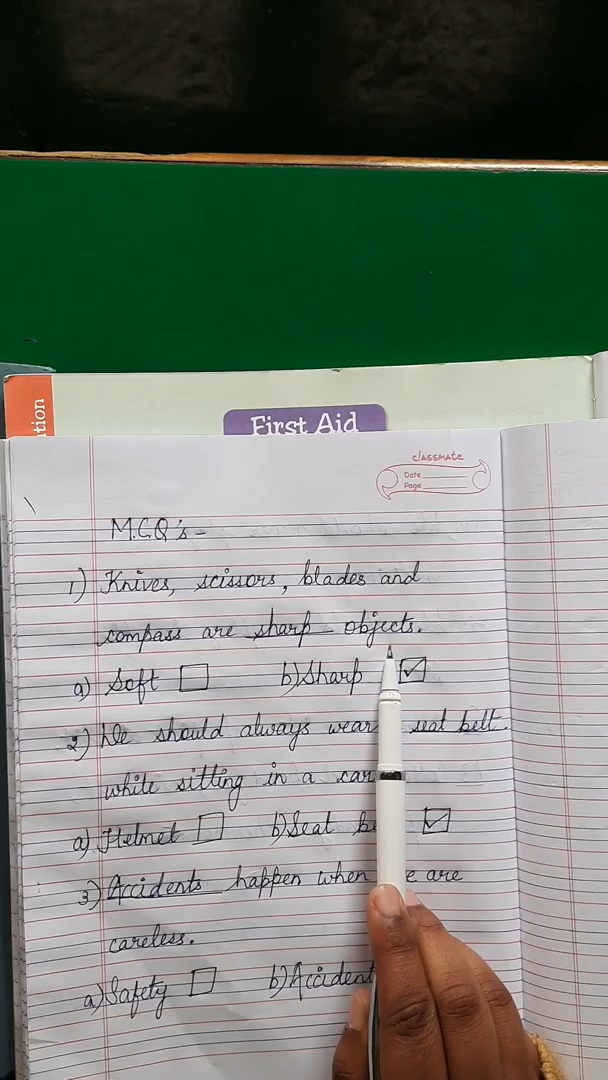 tion
First Aid
classmate
Date
Page
M.C.Q's -
1) Knives, scissors, blades and
compass are sharp objects.
a) Soft b) Sharp
2) We should always wear seat belt
while sitting in a car
a) Helmet b) Seat be
3) Accidents happen when e are
careless.
a) Safety b) Accident